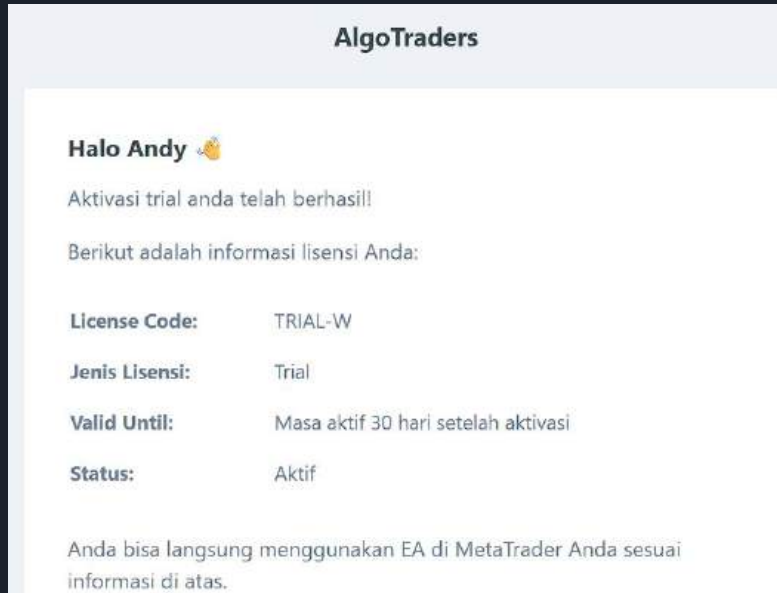 AlgoTraders
Halo Andy 👋
Aktivasi trial anda telah berhasil!
Berikut adalah informasi lisensi Anda:
License Code: TRIAL-W
Jenis Lisensi: Trial
Valid Until: Masa aktif 30 hari setelah aktivasi
Status: Aktif
Anda bisa langsung menggunakan EA di MetaTrader Anda sesuai
informasi di atas.